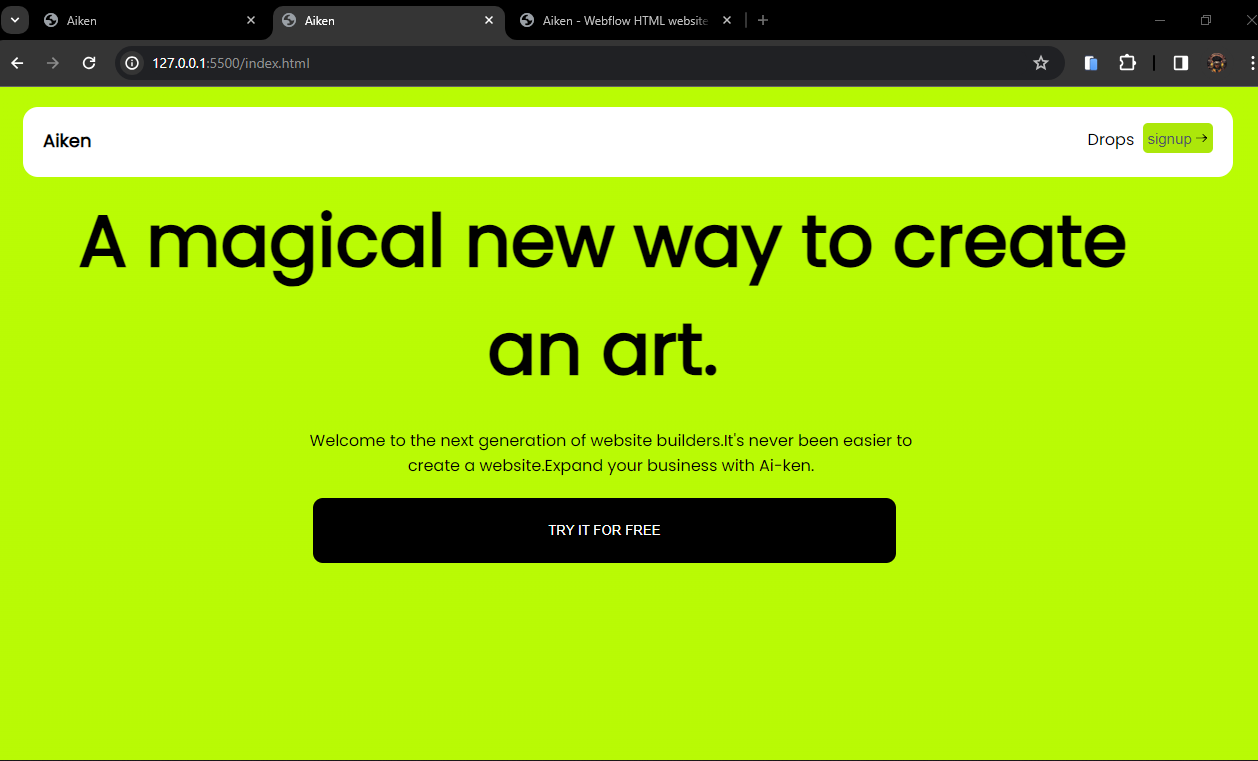 Aiken
Aiken
Aiken - Webflow HTML website
127.0.0.1:5500/index.html
Aiken
Drops
signup →
A magical new way to create
an art.
Welcome to the next generation of website builders.It's never been easier to
create a website.Expand your business with Ai-ken.
TRY IT FOR FREE